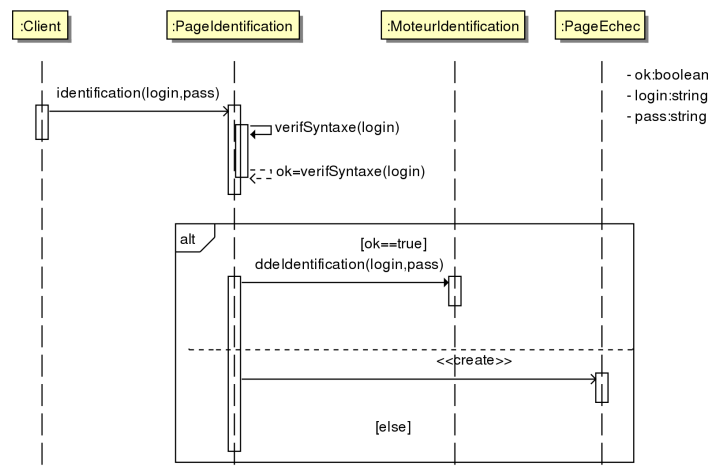 :Client
:PageIdentification
:MoteurIdentification
:PageEchec
- ok:boolean
- login:string
- pass:string
identification(login,pass)
verifSyntaxe(login)
ok=verifSyntaxe(login)
alt
[ok==true]
ddeIdentification(login,pass)
<<create>>
[else]